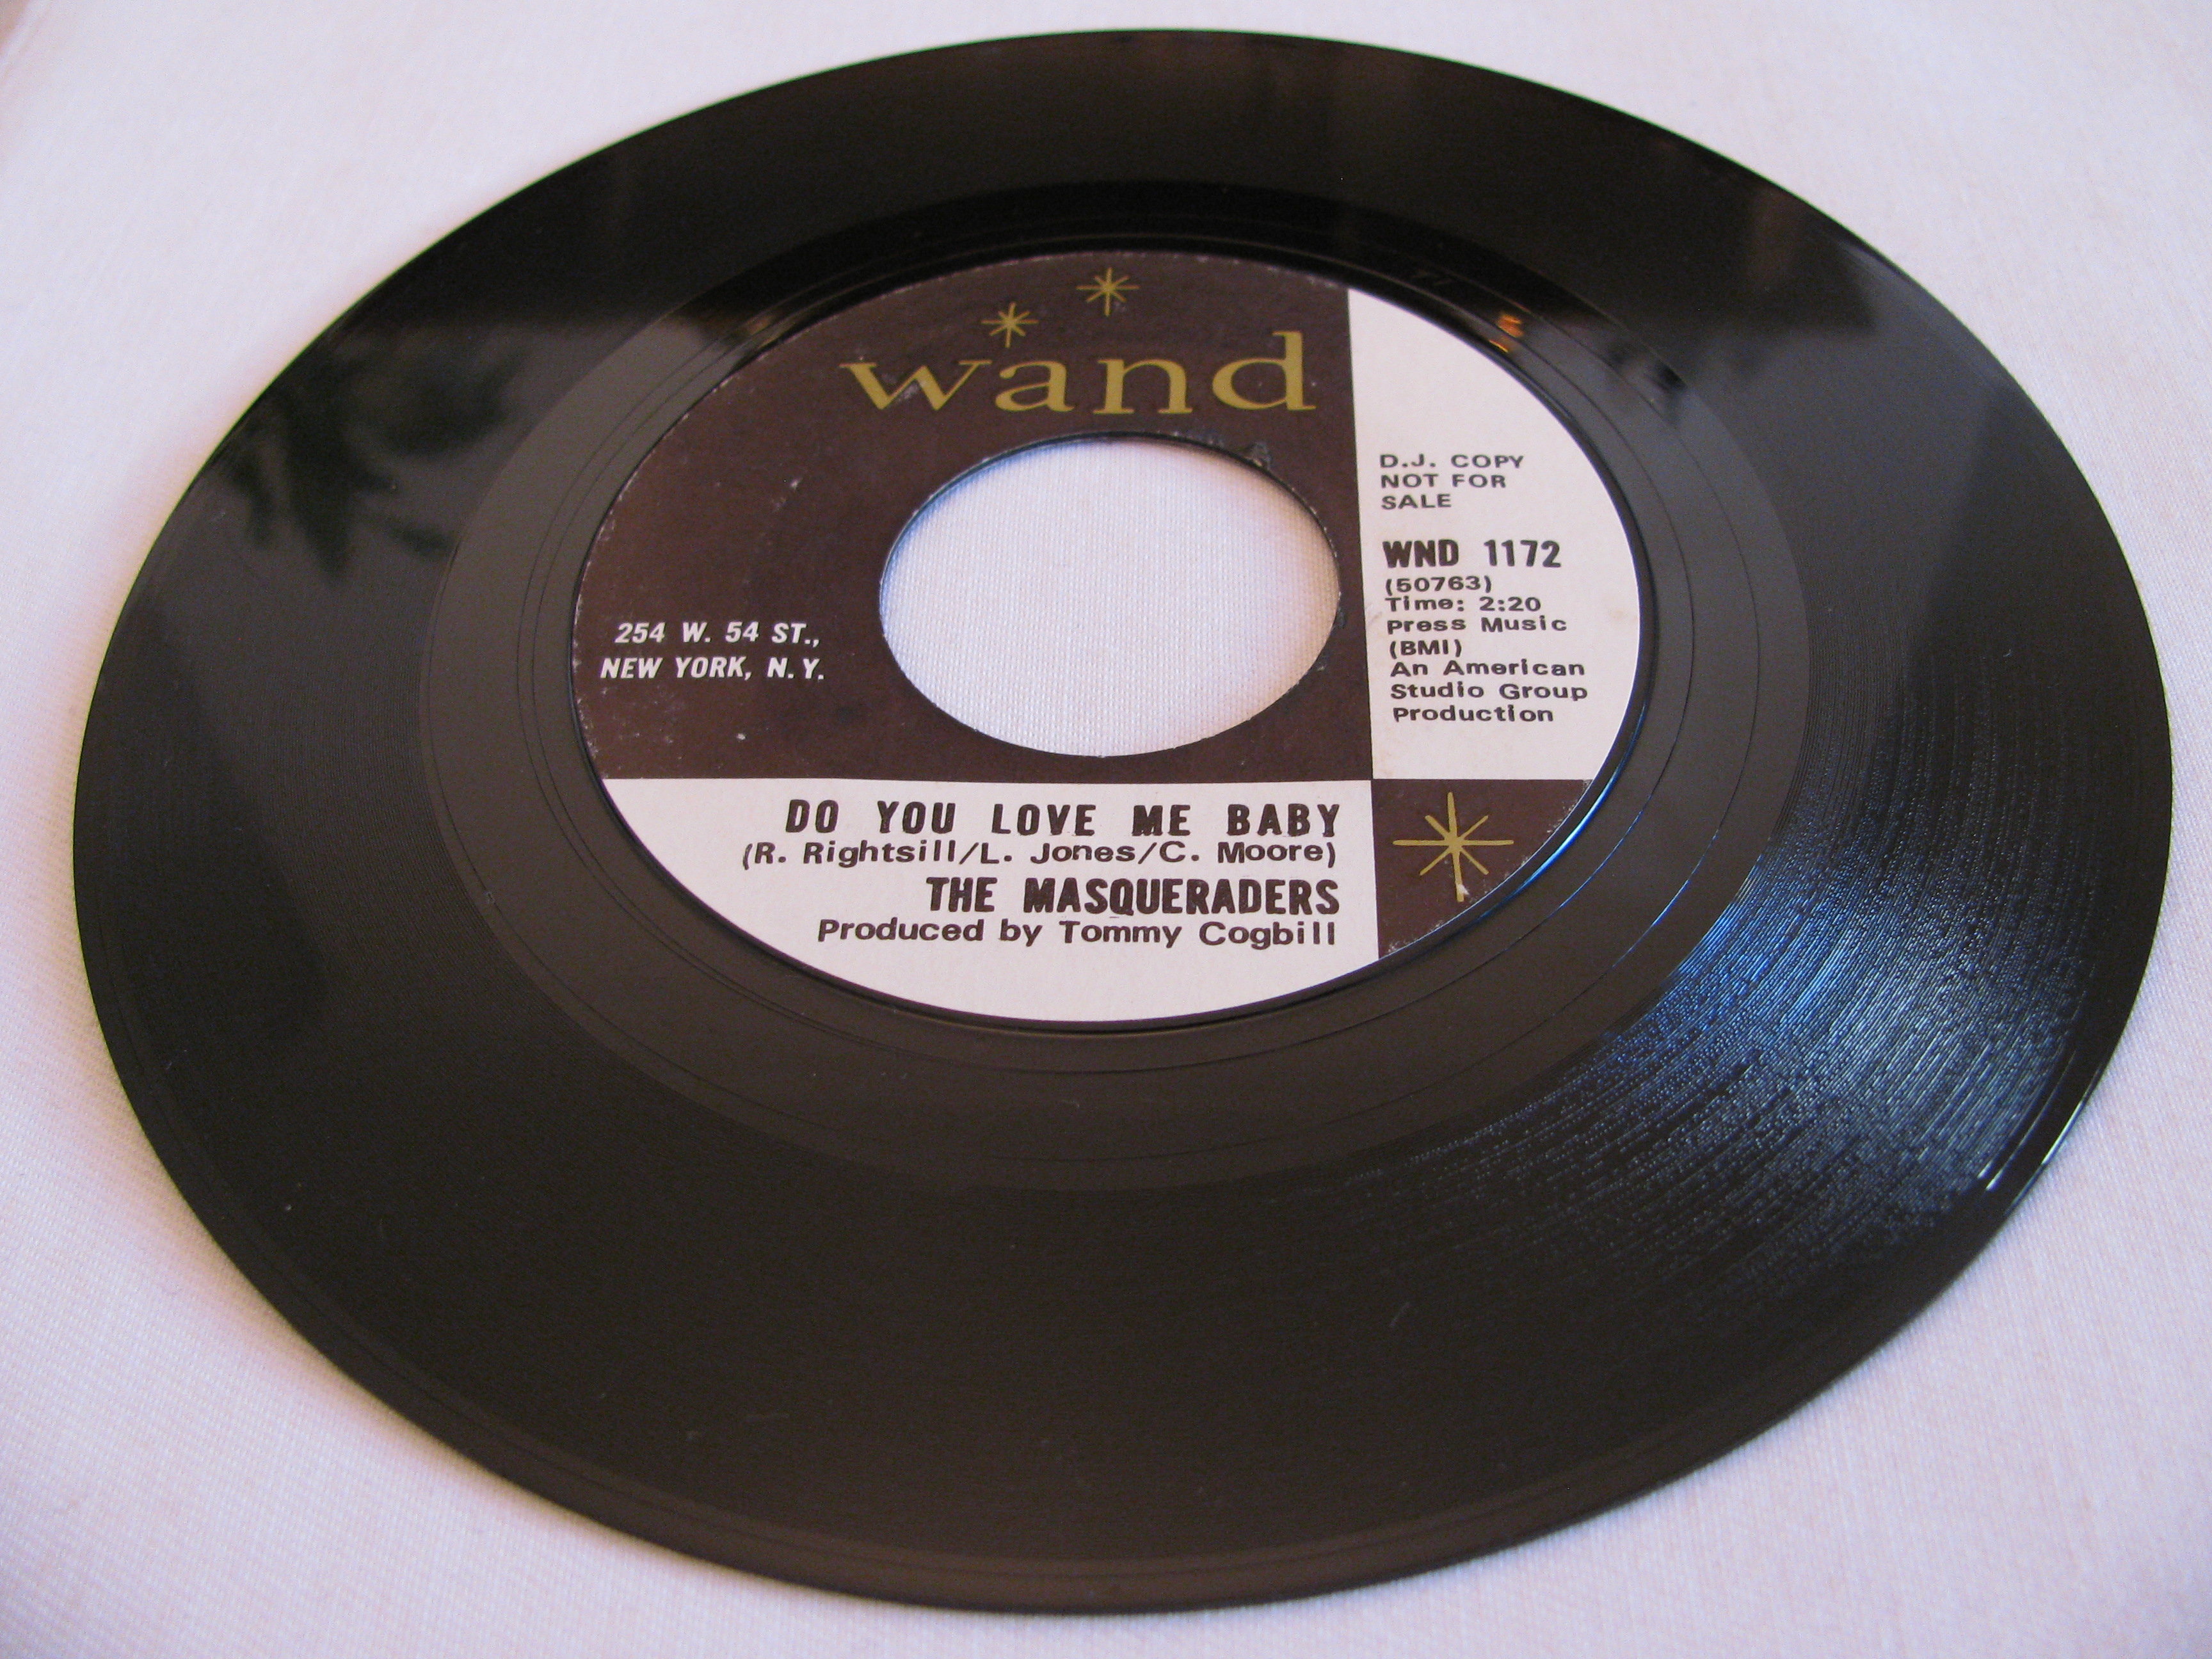 wand
D.J. COPY
NOT FOR
SALE
WND 1172
(50763)
Time: 2:20
Press Music
(BMI)
An American
Studio Group
Production
254 W. 54 ST.,
NEW YORK, N.Y.
DO YOU LOVE ME BABY
(R. Rightsill/L. Jones/C. Moore)
THE MASQUERADERS
Produced by Tommy Cogbill